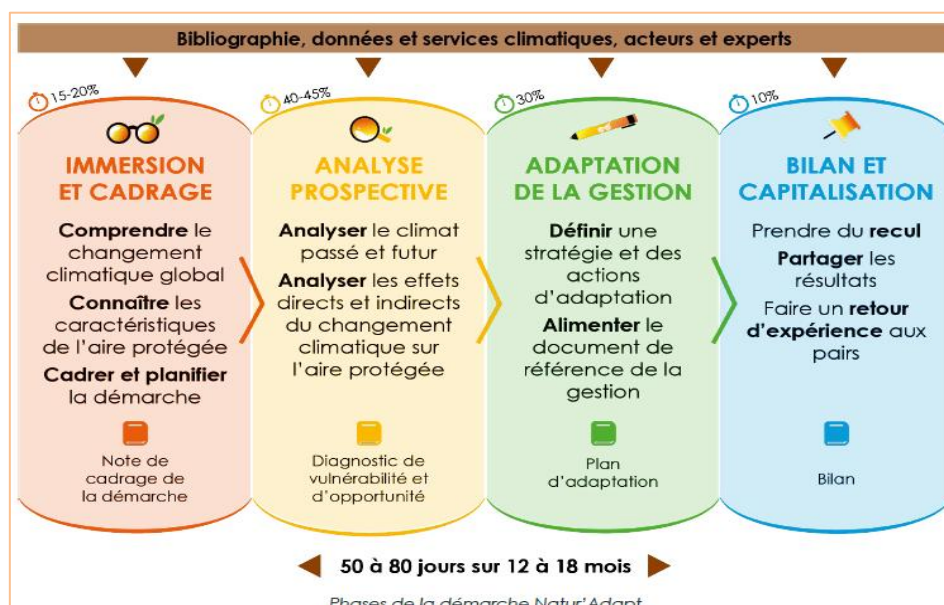 Bibliographie, données et services climatiques, acteurs et experts
15-20%
IMMERSION
ET CADRAGE
Comprendre le
changement
climatique global
Connaître les
caractéristiques
de l'aire protégée
Cadrer et planifier
la démarche
Note de
cadrage de
la démarche
40-45%
ANALYSE
PROSPECTIVE
Analyser le climat
passé et futur
Analyser les effets
directs et indirects
du changement
climatique sur
l'aire protégée
Diagnostic de
vulnérabilité et
d'opportunité
30%
ADAPTATION
DE LA GESTION
Définir une
stratégie et des
actions
d'adaptation
Alimenter le
document de
référence de la
gestion
Plan
d'adaptation
10%
BILAN ET
CAPITALISATION
Prendre du recul
Partager les
résultats
Faire un retour
d'expérience aux
pairs
Bilan
50 à 80 jours sur 12 à 18 mois
Phases de la démarche Natur'Adapt